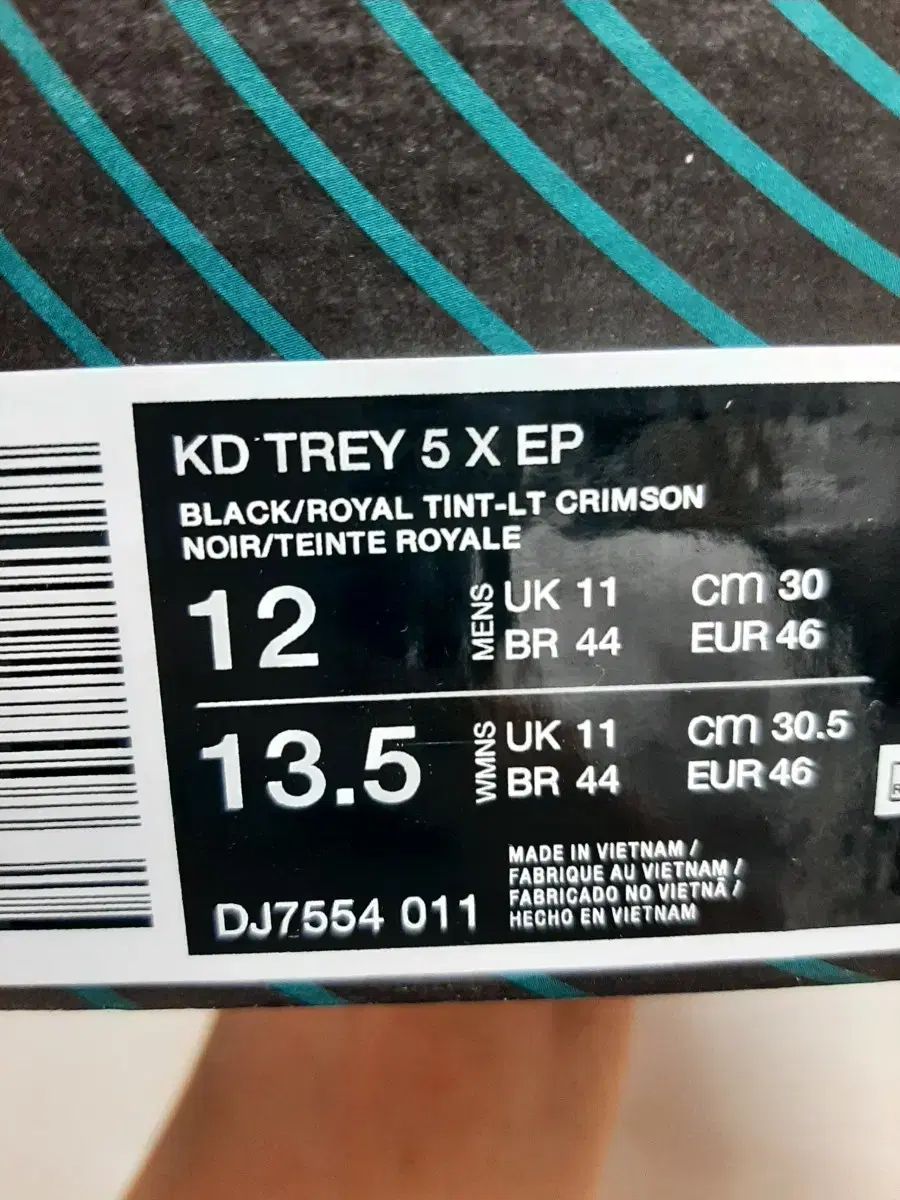 KD TREY 5 X EP
BLACK/ROYAL TINT-LT CRIMSON
NOIR/TEINTE ROYALE
12 MENS UK 11 cm 30
BR 44 EUR 46
13.5 WMNS UK 11 cm 30.5
BR 44 EUR 46
MADE IN VIETNAM /
FABRIQUE AU VIETNAM /
FABRICADO NO VIETNÃ /
HECHO EN VIETNAM
DJ7554 011